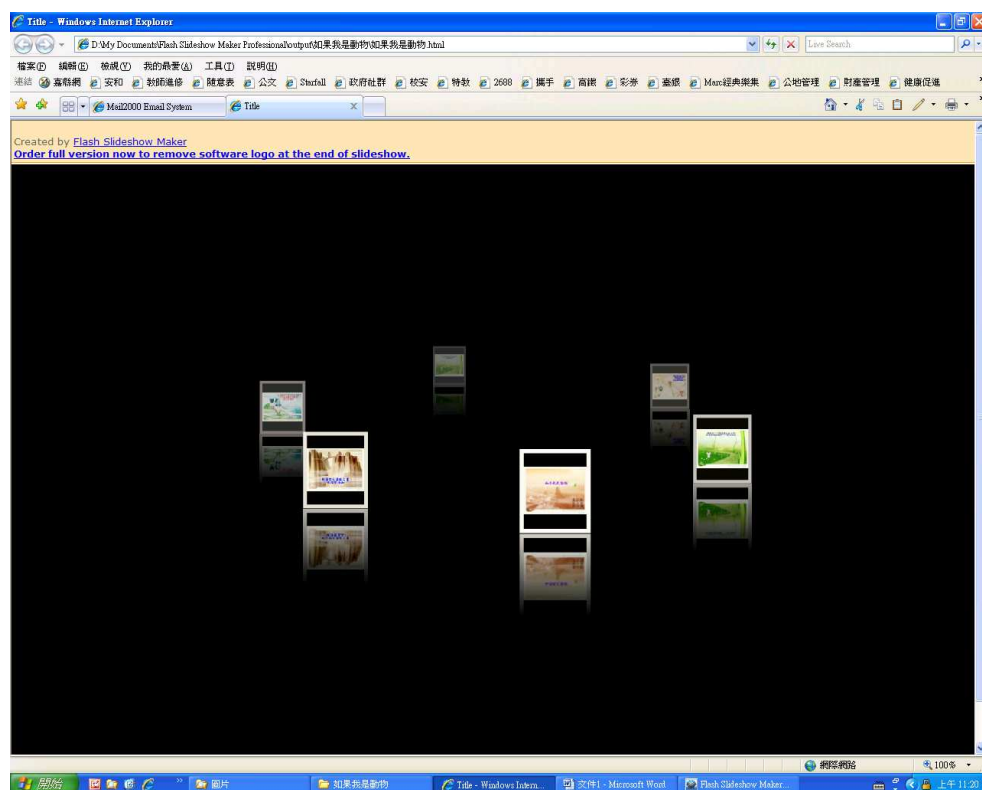 Title - Windows Internet Explorer
D:\My Documents\Flash Slideshow Maker Professional\output\如果我是動物\如果我是動物.html
Live Search
檔案(F) 編輯(E) 檢視(V) 我的最愛(A) 工具(T) 說明(H)
連結 嘉縣網 安和 教師進修 隨意表 公文 Starfall 政府社群 校安 特教 2688 攜手 彩券 臺銀 Marc經典樂集 公地管理 財產管理 健康促進
Mail2000 Email System Title
Created by Flash Slideshow Maker
Order full version now to remove software logo at the end of slideshow.
網際網路 100%
開始 圖片 如果我是動物 Title - Windows Intern... 文件1 - Microsoft Word Flash Slideshow Maker... 上午 11:20